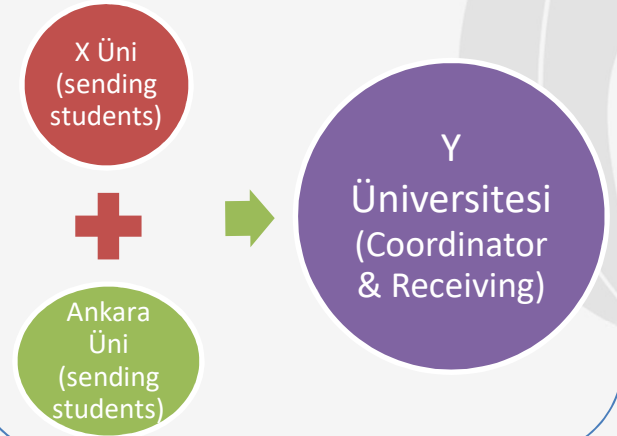 X Üni
(sending
students)
Ankara
Üni
(sending
students)
Y
Üniversitesi
(Coordinator
& Receiving)